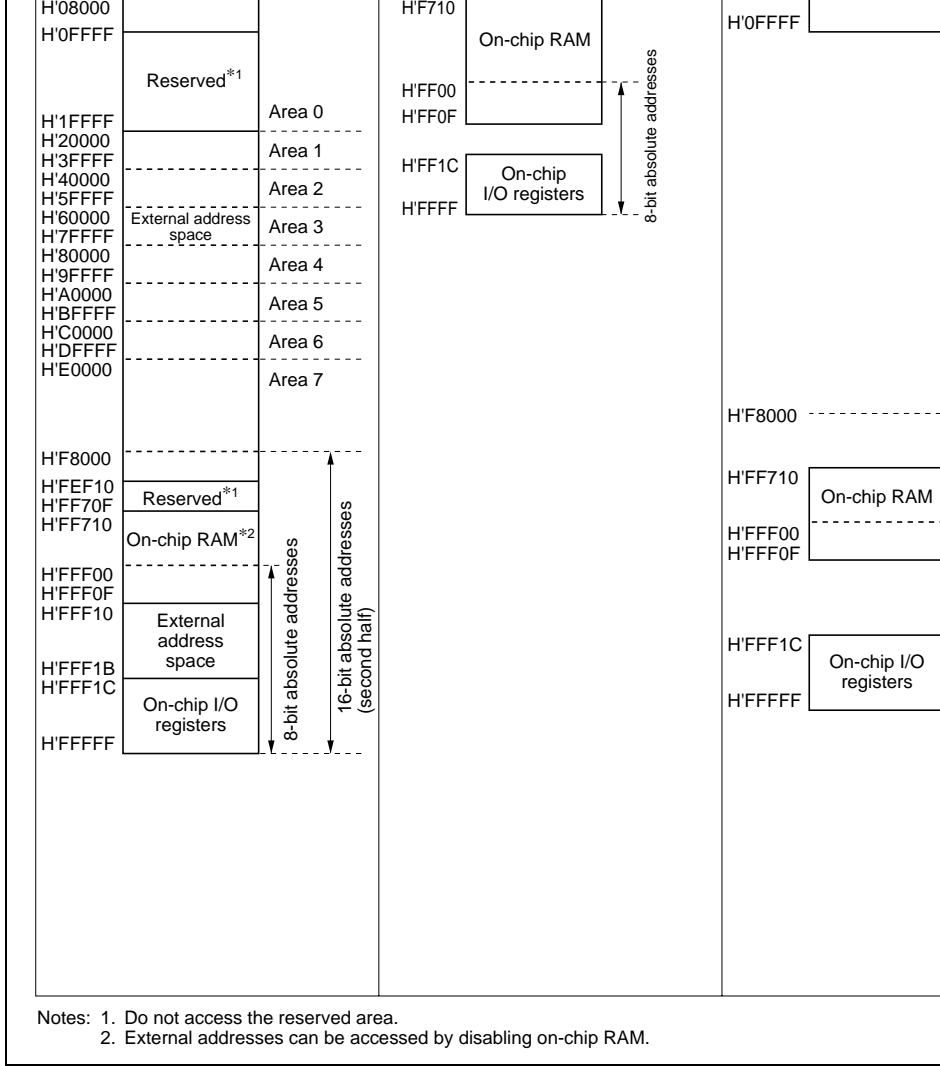 H'08000
H'0FFFF
Reserved*1
H'1FFFF
Area 0
H'20000
Area 1
H'3FFFF
H'40000
Area 2
H'5FFFF
H'60000
External address
space
Area 3
H'7FFFF
H'80000
Area 4
H'9FFFF
H'A0000
Area 5
H'BFFFF
H'C0000
Area 6
H'DFFFF
H'E0000
Area 7
H'F8000
H'FEF10
Reserved*1
H'FF70F
H'FF710
On-chip RAM*2
H'FFF00
H'FFF0F
H'FFF10
External
address
space
H'FFF1B
H'FFF1C
On-chip I/O
registers
H'FFFFF
8-bit absolute addresses
16-bit absolute addresses
(second half)
H'F710
On-chip RAM
H'FF00
H'FF0F
H'FF1C
On-chip
I/O registers
H'FFFF
8-bit absolute addresses
H'0FFFF
H'F8000
H'FF710
On-chip RAM
H'FFF00
H'FFF0F
H'FFF1C
On-chip I/O
registers
H'FFFFF
Notes: 1. Do not access the reserved area.
2. External addresses can be accessed by disabling on-chip RAM.